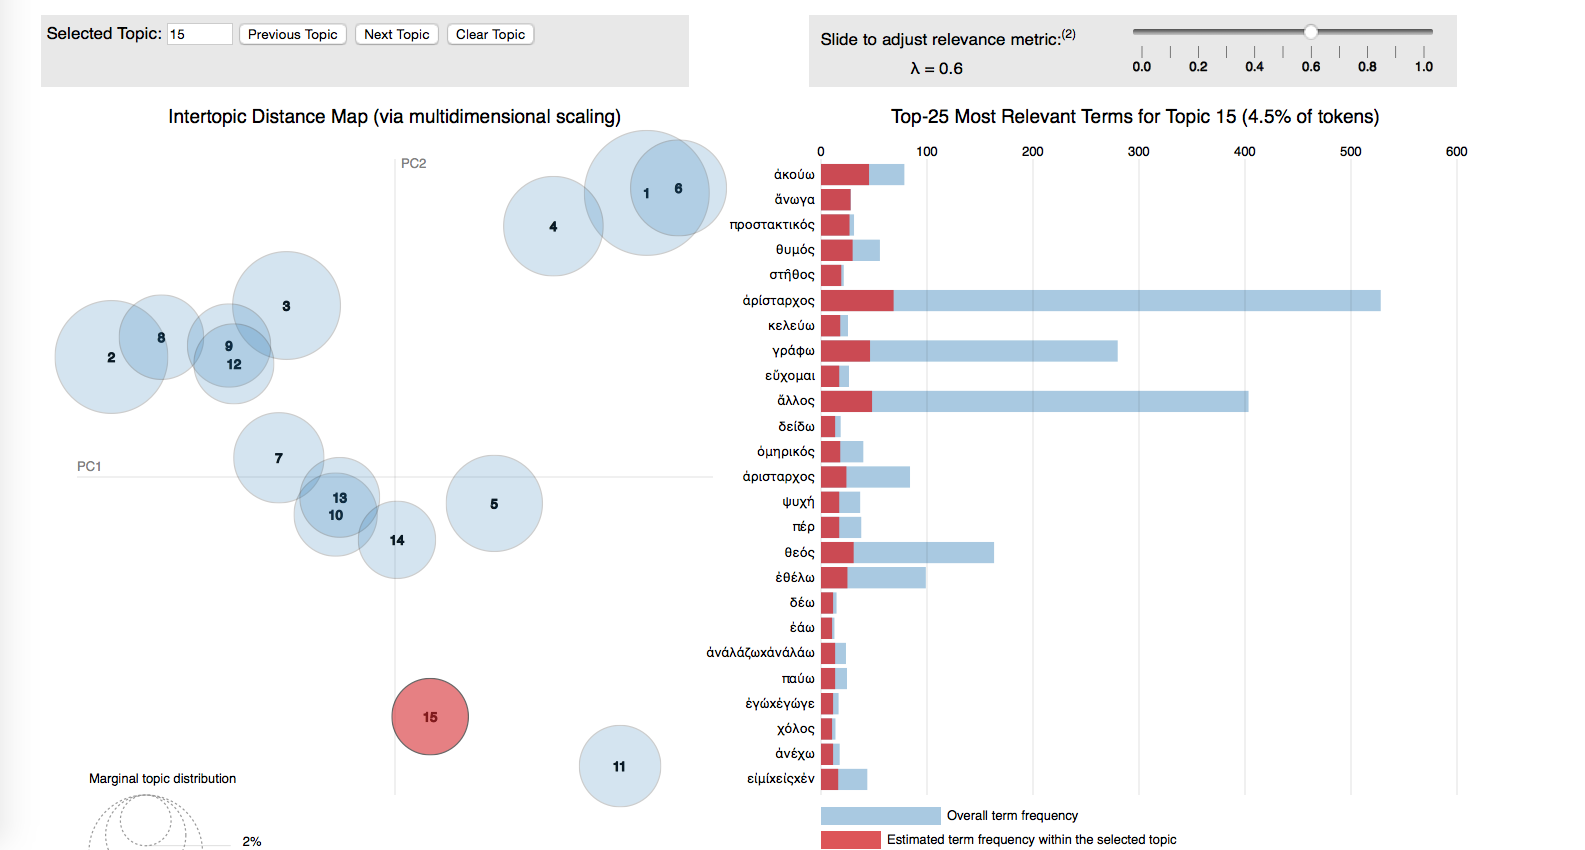 Selected Topic: 15 Previous Topic Next Topic Clear Topic
Slide to adjust relevance metric:(2)
λ = 0.6
0.0 0.2 0.4 0.6 0.8 1.0
Intertopic Distance Map (via multidimensional scaling)
PC2
PC1
1
6
4
3
8
2
9
12
7
13
10
5
14
15
11
Marginal topic distribution
2%
Top-25 Most Relevant Terms for Topic 15 (4.5% of tokens)
0 100 200 300 400 500 600
ἀκούω
ἄνωγα
προστακτικός
θυμός
στῆθος
ἀρίσταρχος
κελεύω
γράφω
εὔχομαι
ἄλλος
δείδω
ὁμηρικός
ἀρισταρχος
ψυχή
πέρ
θεός
ἐθέλω
δέω
ἐάω
ἀνάλάζωχἀνάλάω
παύω
ἐγώχἐγώγε
χόλος
ἀνέχω
εἰμίχεἰςχἐν
Overall term frequency
Estimated term frequency within the selected topic